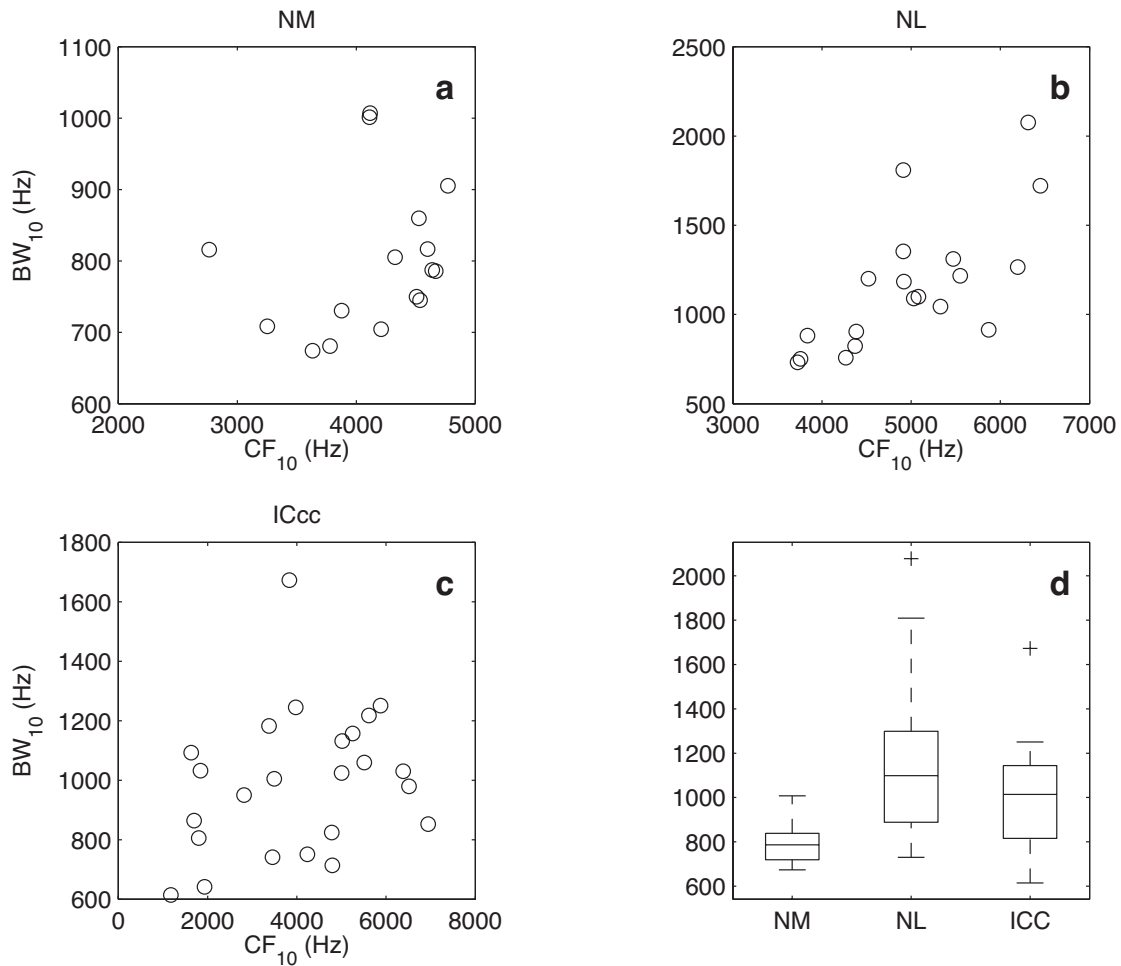 NM
a
1100
1000
900
800
700
600
BW10 (Hz)
2000 3000 4000 5000
CF10 (Hz)
NL
b
2500
2000
1500
1000
500
3000 4000 5000 6000 7000
CF10 (Hz)
ICcc
c
1800
1600
1400
1200
1000
800
600
BW10 (Hz)
0 2000 4000 6000 8000
CF10 (Hz)
d
2000
1800
1600
1400
1200
1000
800
600
NM NL ICC